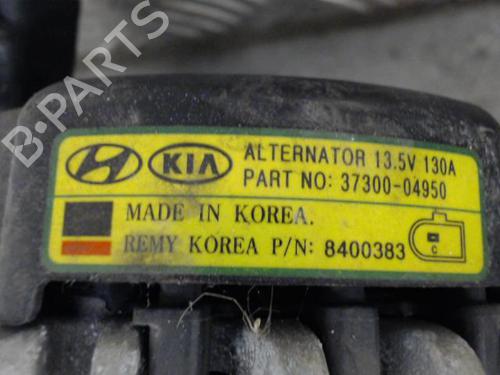 B-PARTS
KIA ALTERNATOR 13.5V 130A
PART NO: 37300-04950
MADE IN KOREA.
REMY KOREA P/N: 8400383
C